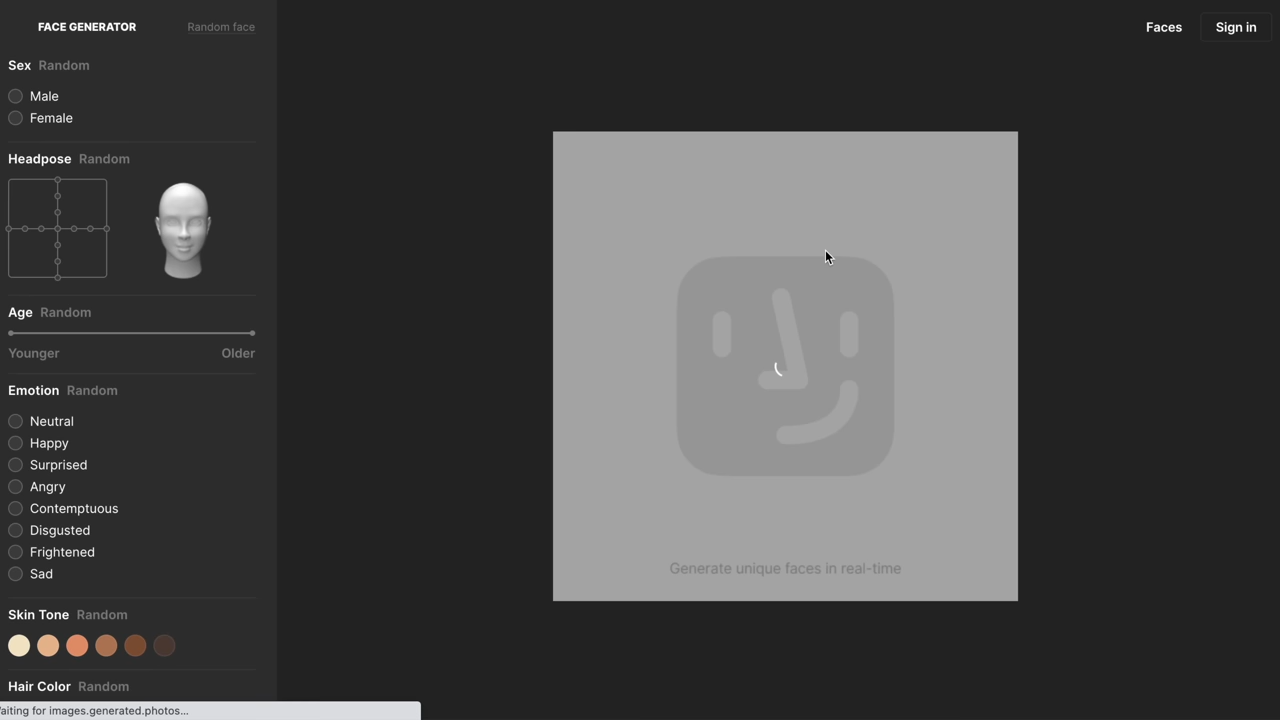 FACE GENERATOR
Random face
Faces
Sign in
Sex Random
Male
Female
Headpose Random
Age Random
Younger
Older
Emotion Random
Neutral
Happy
Surprised
Angry
Contemptuous
Disgusted
Frightened
Sad
Skin Tone Random
Hair Color Random
Generate unique faces in real-time
aiting for images.generated.photos...